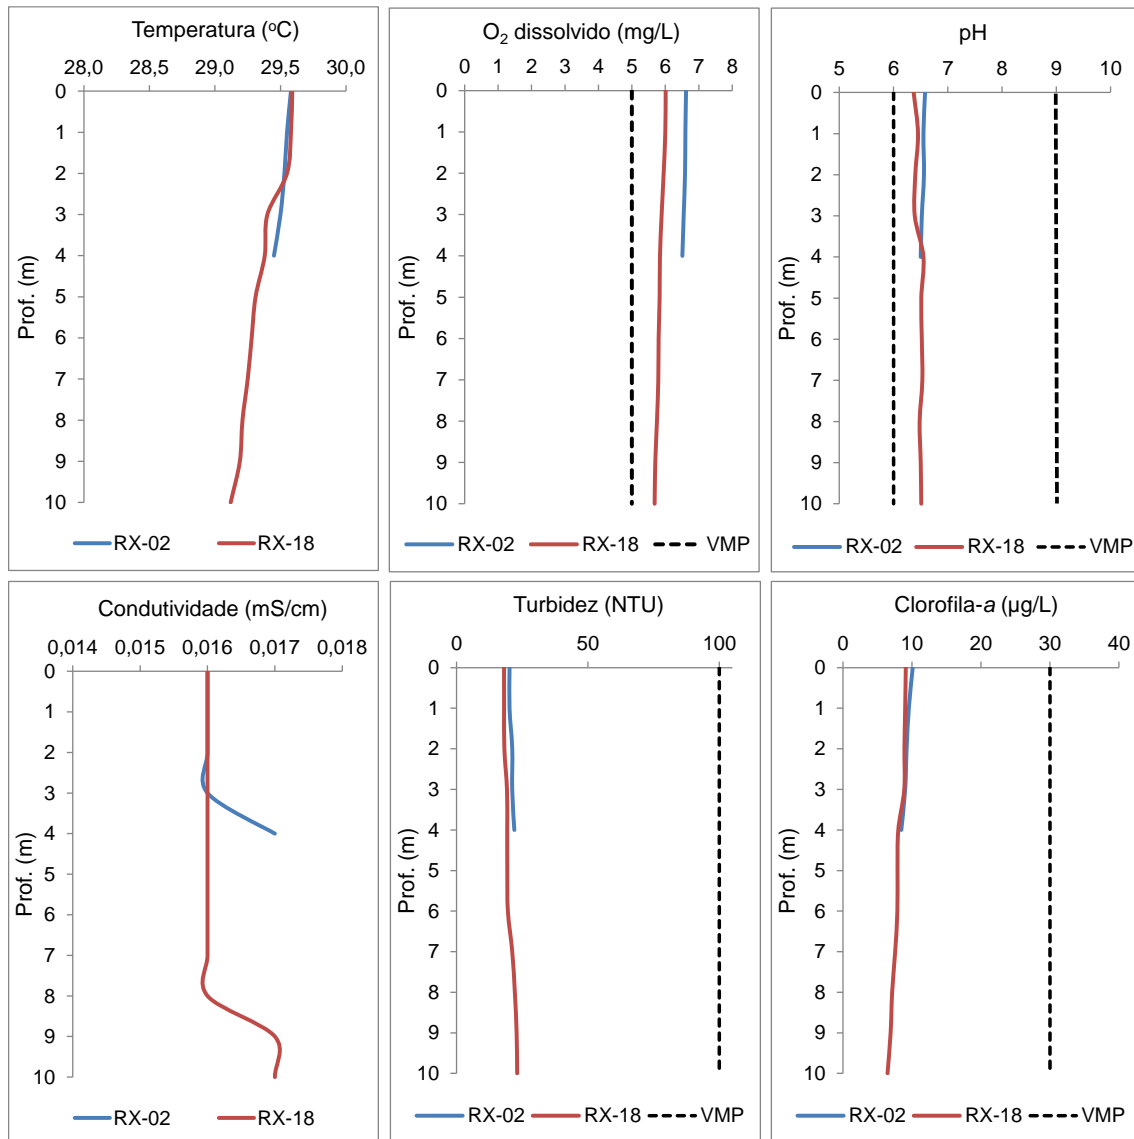 Temperatura (ºC)
28,0 28,5 29,0 29,5 30,0
0
1
2
3
4
5
6
7
8
9
10
Prof. (m)
RX-02 RX-18
O2 dissolvido (mg/L)
0 1 2 3 4 5 6 7 8
0
1
2
3
4
5
6
7
8
9
10
Prof. (m)
RX-02 RX-18 VMP
pH
5 6 7 8 9 10
0
1
2
3
4
5
6
7
8
9
10
Prof. (m)
RX-02 RX-18 VMP
Condutividade (mS/cm)
0,014 0,015 0,016 0,017 0,018
0
1
2
3
4
5
6
7
8
9
10
Prof. (m)
RX-02 RX-18
Turbidez (NTU)
0 50 100
0
1
2
3
4
5
6
7
8
9
10
Prof. (m)
RX-02 RX-18 VMP
Clorofila-a (µg/L)
0 10 20 30 40
0
1
2
3
4
5
6
7
8
9
10
Prof. (m)
RX-02 RX-18 VMP